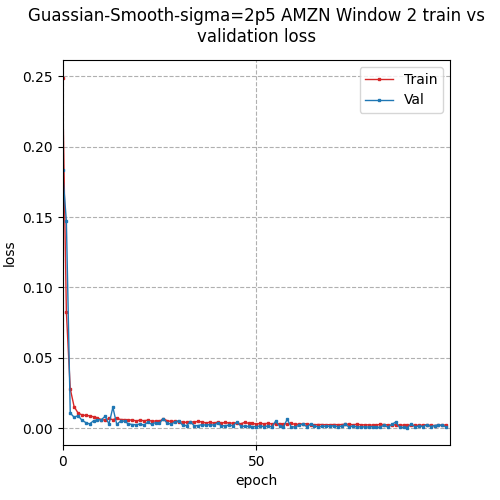 Guassian-Smooth-sigma=2p5 AMZN Window 2 train vs
validation loss
0.25
Train
Val
0.20
0.15
loss
0.10
0.05
0.00
0
50
epoch